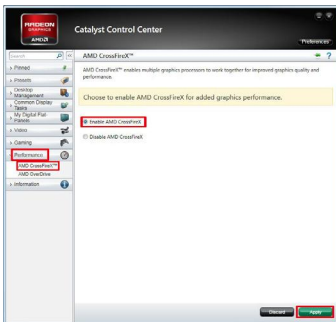 RADEON
GRAPHICS
AMD
Catalyst Control Center
Preferences
Search
AMD CrossFireX™
Pinned
Presets
Desktop
Management
Common Display
Tasks
My Digital Flat-
Panels
Video
Gaming
Performance
AMD CrossFireX™
AMD OverDrive
Information
AMD CrossFireX™ enables multiple graphics processors to work together for improved graphics quality and
performance.
Choose to enable AMD CrossFireX for added graphics performance.
Enable AMD CrossFireX
Disable AMD CrossFireX
Discard
Apply